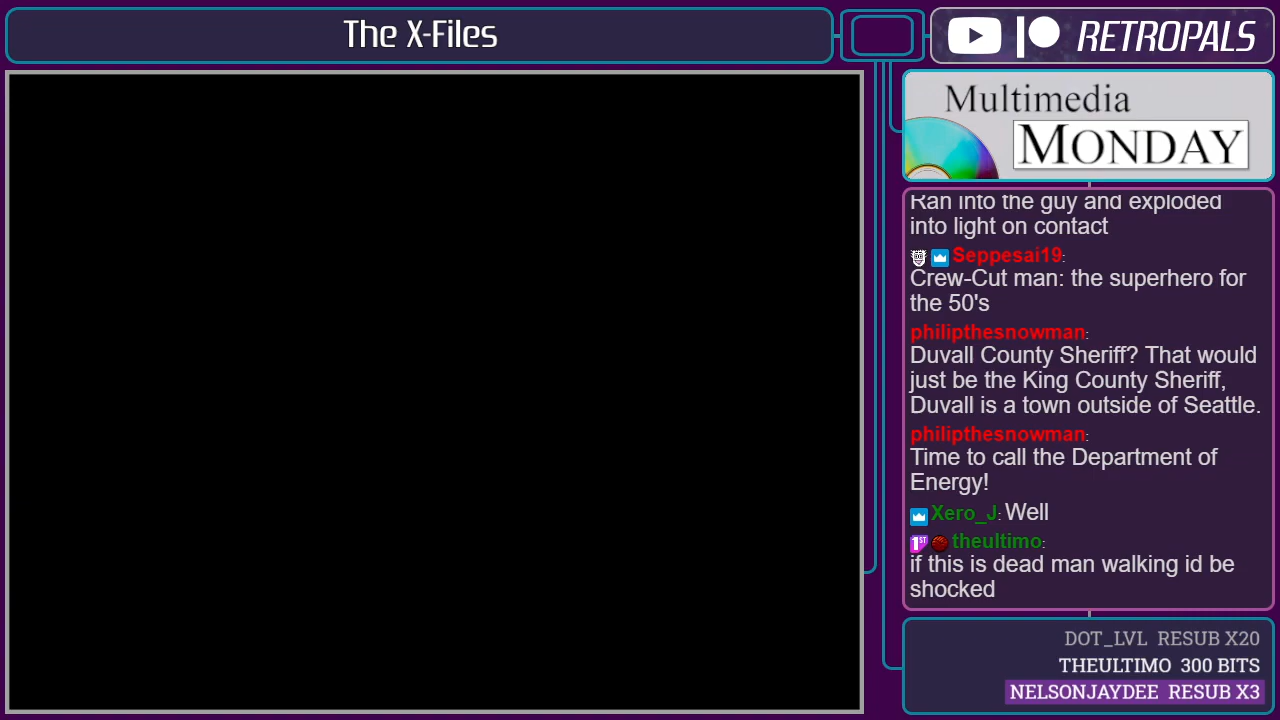 The X-Files
RETROPALS
Multimedia
MONDAY
Ran into the guy and exploded
into light on contact
Seppesai19:
Crew-Cut man: the superhero for
the 50's
philipthesnowman:
Duvall County Sheriff? That would
just be the King County Sheriff,
Duvall is a town outside of Seattle.
philipthesnowman:
Time to call the Department of
Energy!
Xero_J: Well
1ST theultimo:
if this is dead man walking id be
shocked
DOT_LVL RESUB X20
THEULTIMO 300 BITS
NELSONJAYDEE RESUB X3